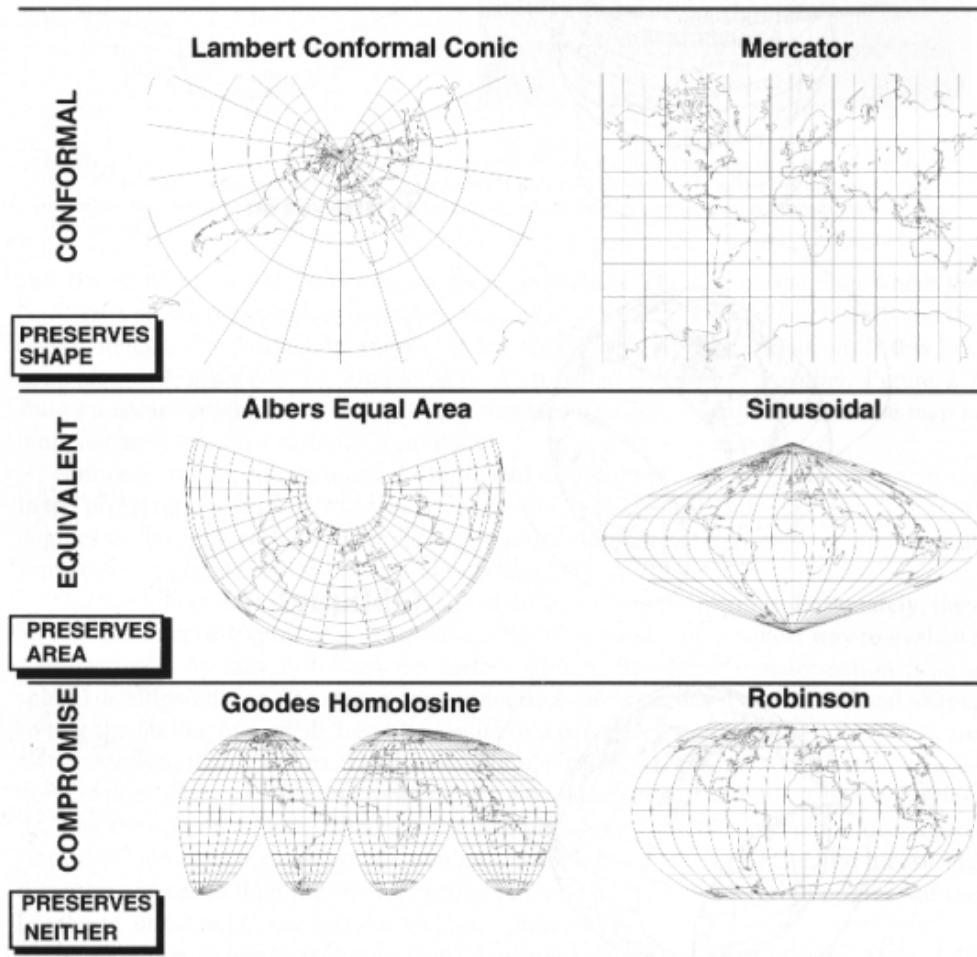 Lambert Conformal Conic
Mercator
CONFORMAL
PRESERVES
SHAPE
Albers Equal Area
Sinusoidal
EQUIVALENT
PRESERVES
AREA
Goodes Homolosine
Robinson
COMPROMISE
PRESERVES
NEITHER